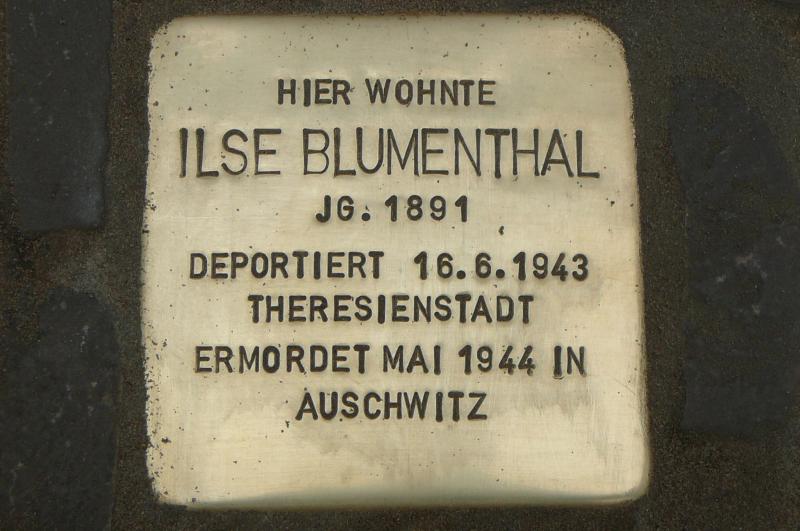 HIER WOHNTE
ILSE BLUMENTHAL
JG. 1891
DEPORTIERT 16.6.1943
THERESIENSTADT
ERMORDET MAI 1944 IN
AUSCHWITZ